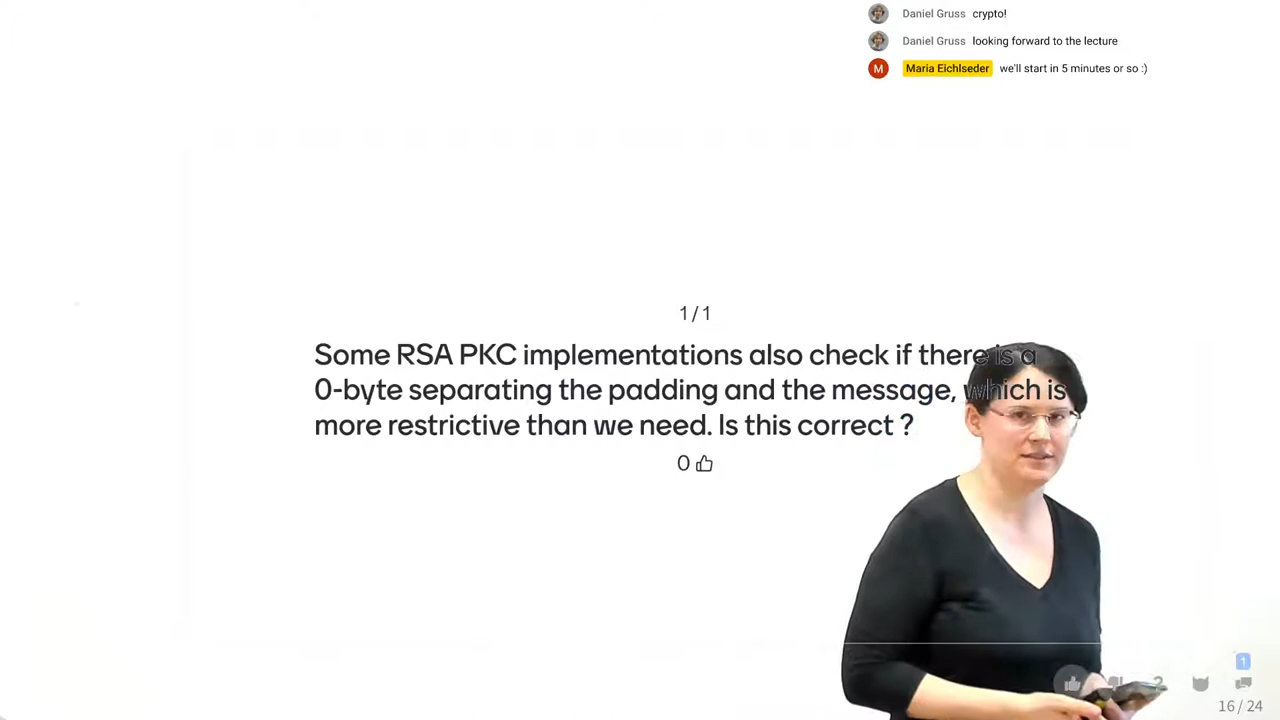 Daniel Gruss crypto!
Daniel Gruss looking forward to the lecture
M Maria Eichlseder we'll start in 5 minutes or so :)
1 / 1
Some RSA PKC implementations also check if there is a
0-byte separating the padding and the message, which is
more restrictive than we need. Is this correct ?
0
1
16 / 24